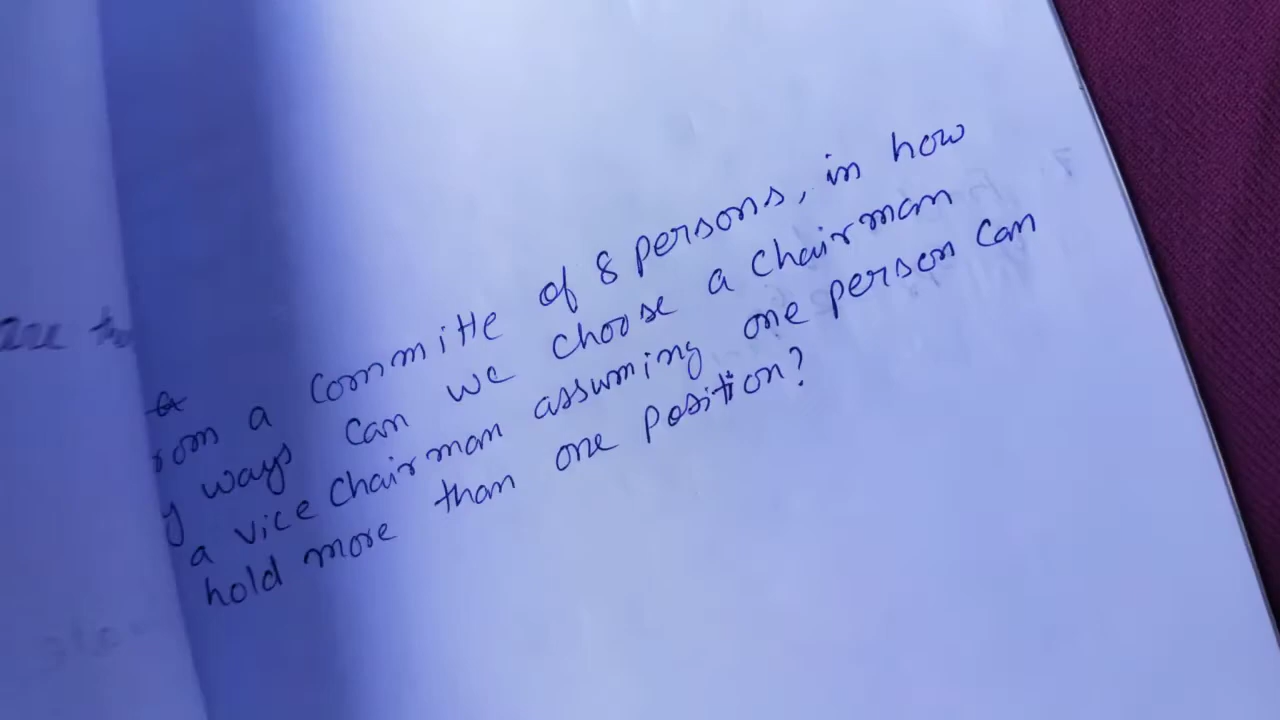 rom a committe of 8 persons, in how
y ways can we choose a chairman
a vice chairman assuming one person can
hold more than one position?